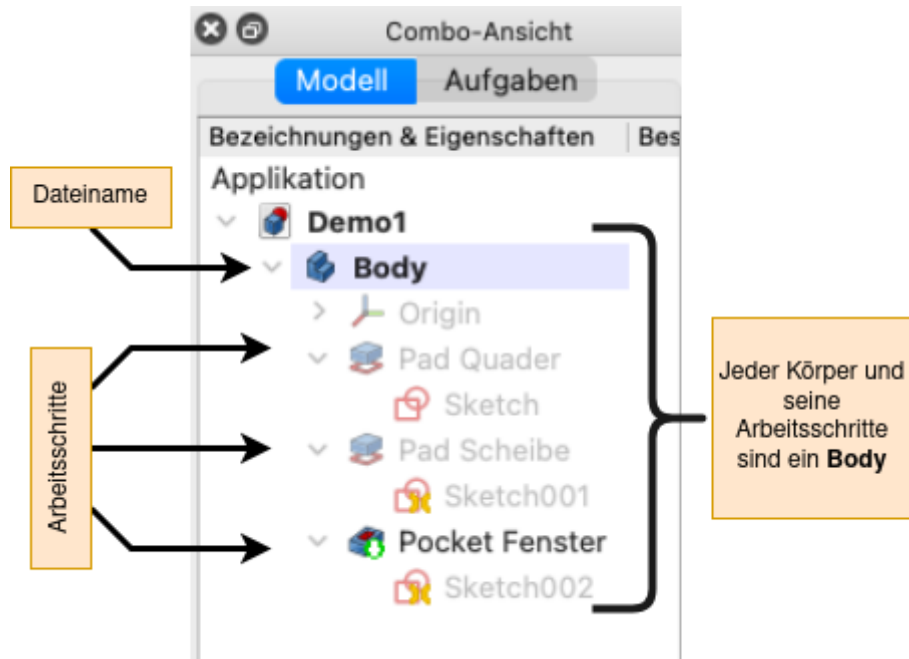 Combo-Ansicht
Modell Aufgaben
Bezeichnungen & Eigenschaften Bes
Applikation
Dateiname
Demo1
Body
Origin
Pad Quader
Sketch
Pad Scheibe
Sketch001
Pocket Fenster
Sketch002
Arbeitsschritte
Jeder Körper und
seine
Arbeitsschritte
sind ein Body